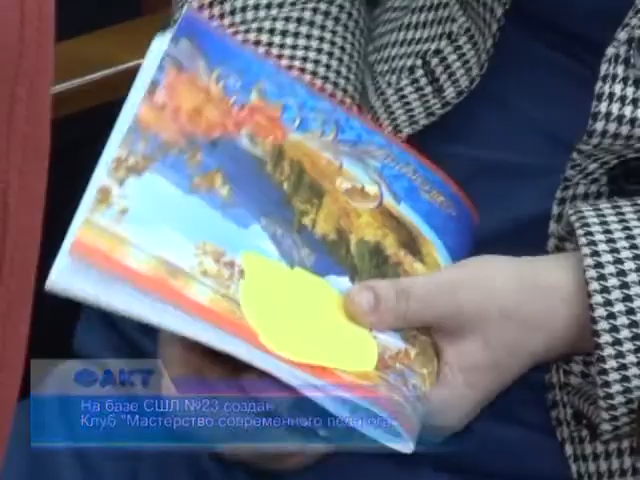 ФАКТ
На базе СШЛ №23 создан
Клуб "Мастерство современного педагога"